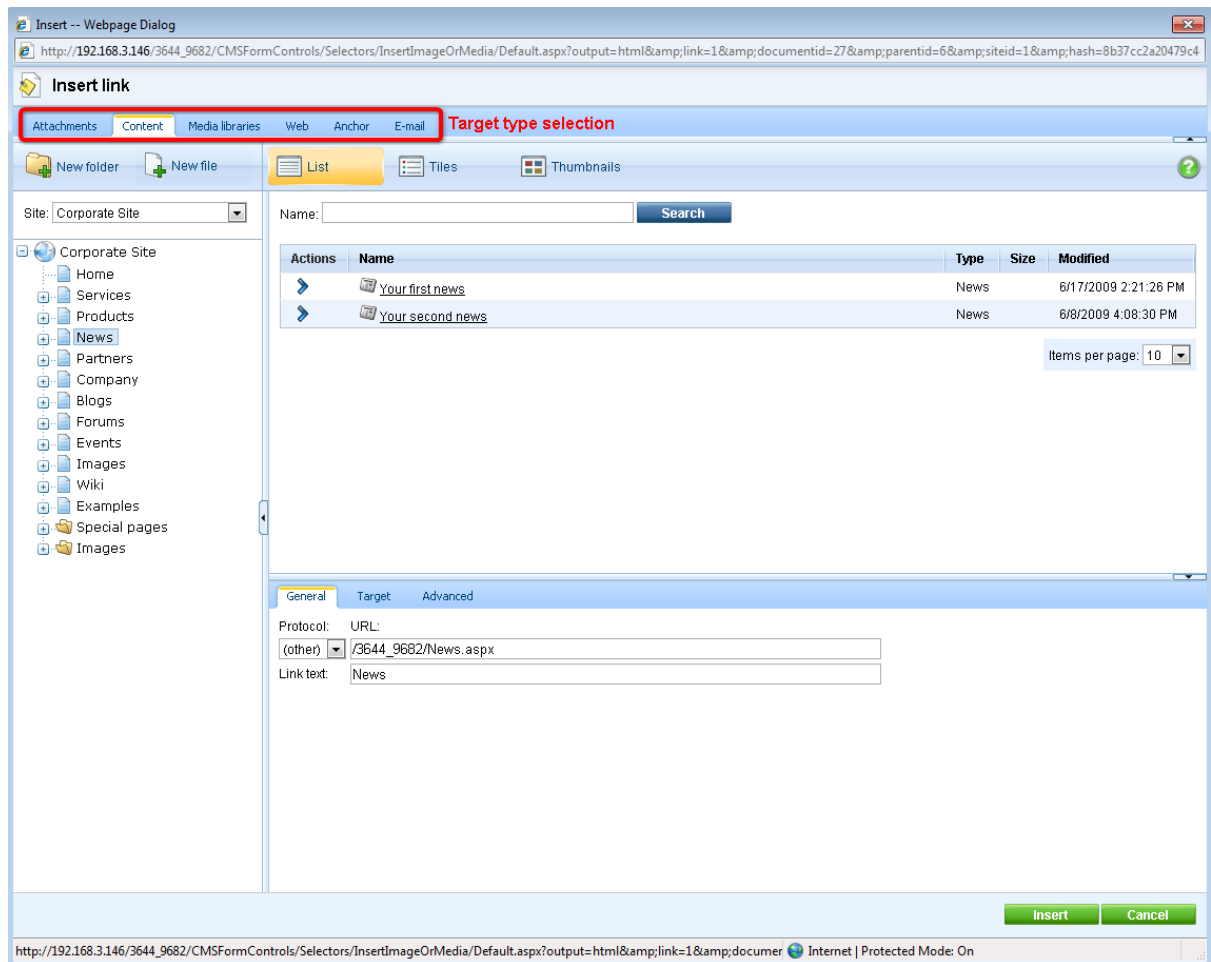 Insert -- Webpage Dialog
http://192.168.3.146/3644_9682/CMSFormControls/Selectors/InsertImageOrMedia/Default.aspx?output=html&amp;link=1&amp;documentid=27&amp;parentid=6&amp;siteid=1&amp;hash=8b37cc2a20479c4
Insert link
Attachments Content Media libraries Web Anchor E-mail Target type selection
New folder New file List Tiles Thumbnails
Site: Corporate Site Name: Search
Corporate Site
Actions Name Type Size Modified
Home
Your first news News 6/17/2009 2:21:26 PM
Services
Products
Your second news News 6/8/2009 4:08:30 PM
News
Partners
Items per page: 10
Company
Blogs
Forums
Events
Images
Wiki
Examples
Special pages
Images
General Target Advanced
Protocol: URL:
(other) /3644_9682/News.aspx
Link text: News
Insert Cancel
http://192.168.3.146/3644_9682/CMSFormControls/Selectors/InsertImageOrMedia/Default.aspx?output=html&amp;link=1&amp;documer Internet | Protected Mode: On